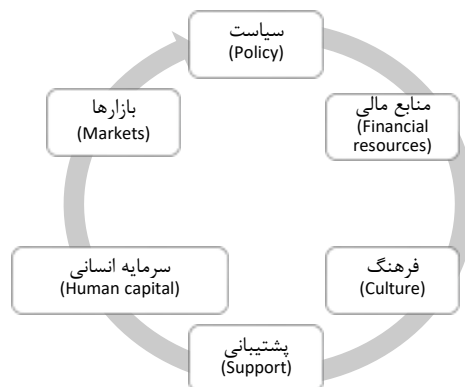 سیاست
(Policy)
منابع مالی
(Financial
resources)
فرهنگ
(Culture)
پشتیبانی
(Support)
سرمایه انسانی
(Human capital)
بازارها
(Markets)